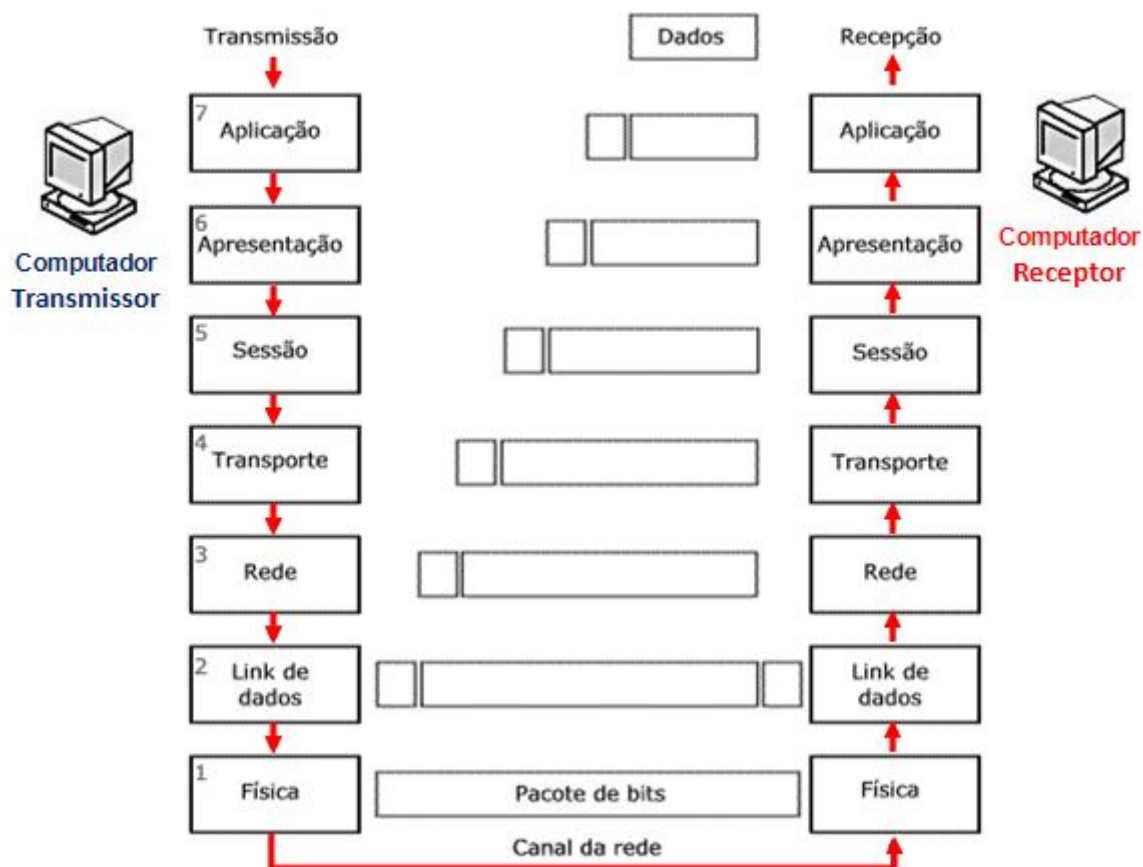 Transmissão
Dados
Recepção
7
Aplicação
Aplicação
Computador
Transmissor
6
Apresentação
Apresentação
Computador
Receptor
5
Sessão
Sessão
4
Transporte
Transporte
3
Rede
Rede
2
Link de
dados
Link de
dados
1
Física
Pacote de bits
Física
Canal da rede